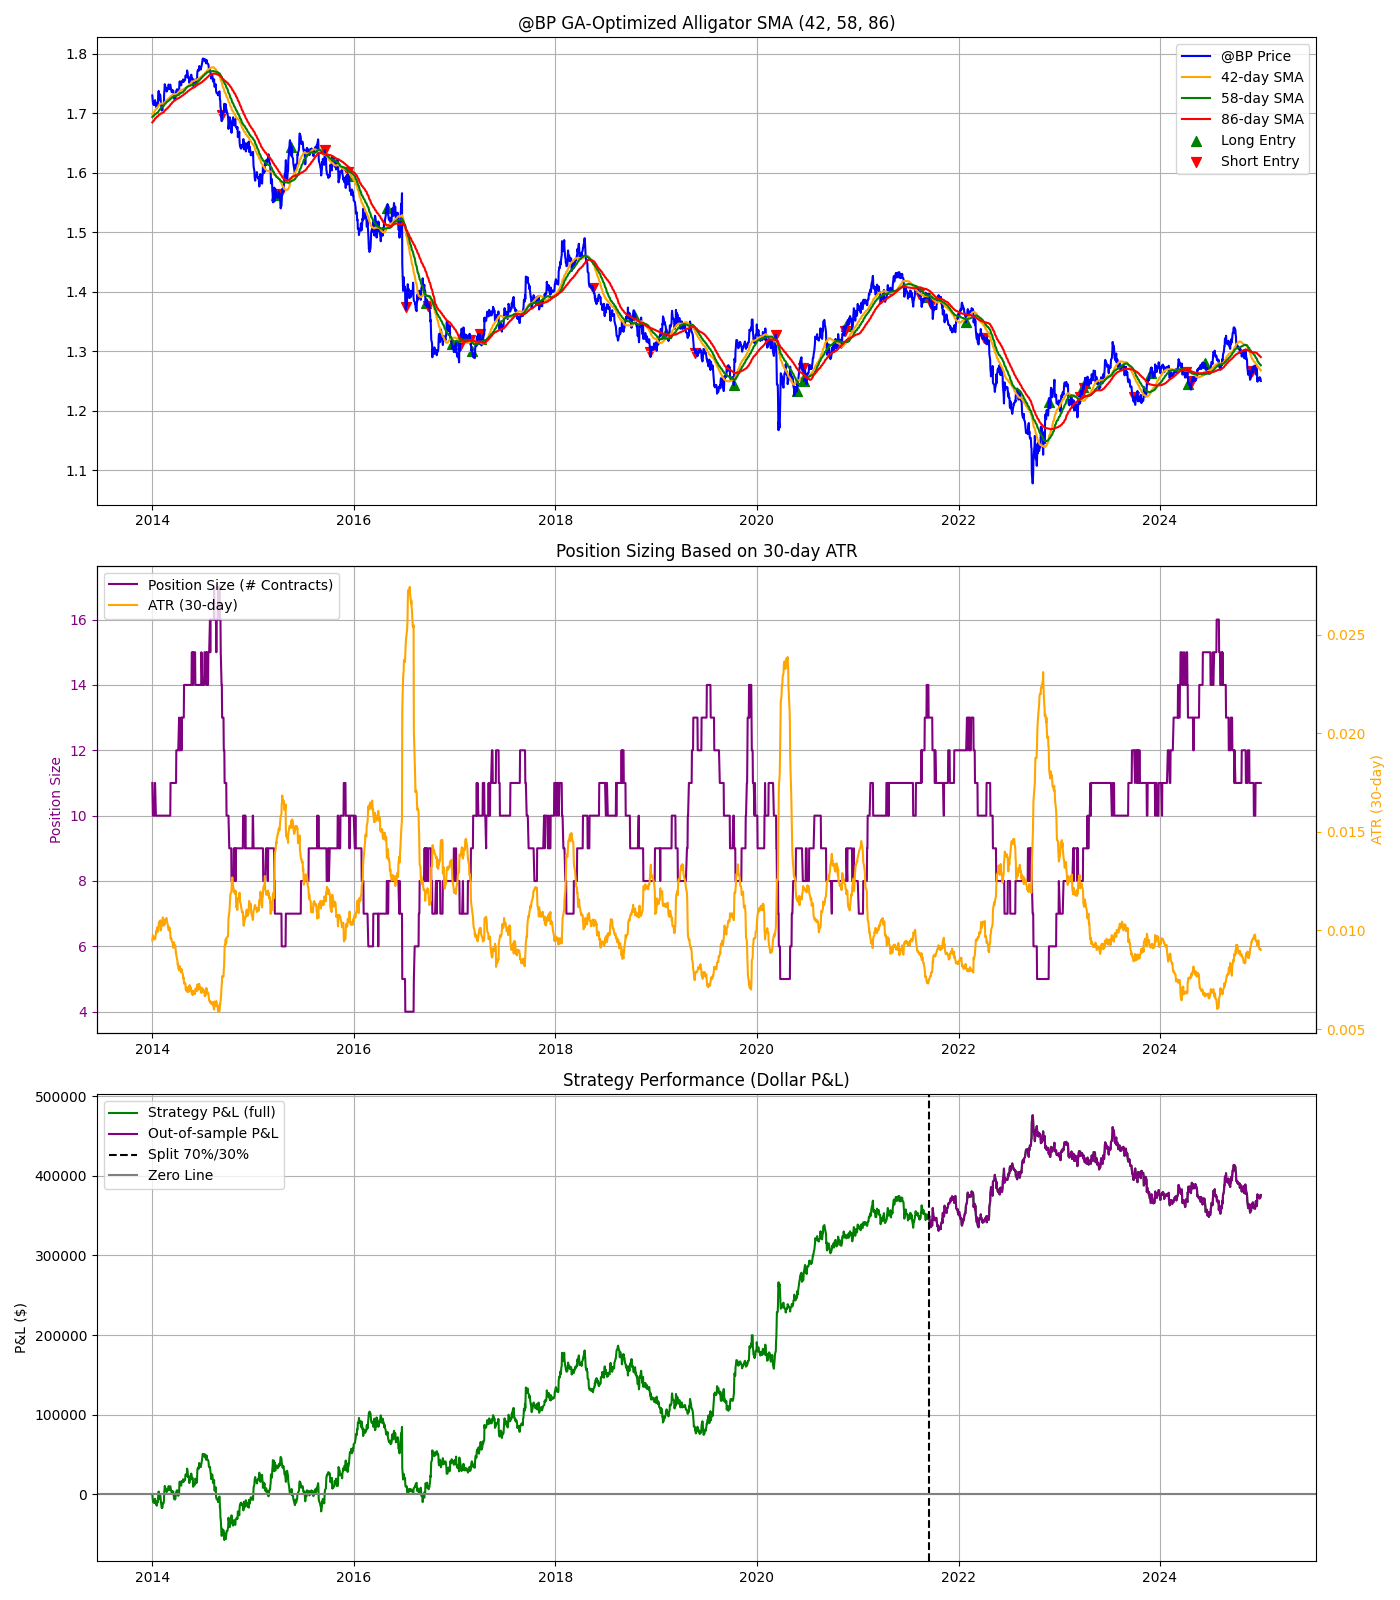 @BP GA-Optimized Alligator SMA (42, 58, 86)
1.8
1.7
1.6
1.5
1.4
1.3
1.2
1.1
@BP Price
42-day SMA
58-day SMA
86-day SMA
Long Entry
Short Entry
2014 2016 2018 2020 2022 2024
Position Sizing Based on 30-day ATR
Position Size (# Contracts)
ATR (30-day)
Position Size
16
14
12
10
8
6
4
0.025
0.020
0.015
0.010
0.005
ATR (30-day)
2014 2016 2018 2020 2022 2024
Strategy Performance (Dollar P&L)
Strategy P&L (full)
Out-of-sample P&L
Split 70%/30%
Zero Line
P&L ($)
500000
400000
300000
200000
100000
0
2014 2016 2018 2020 2022 2024